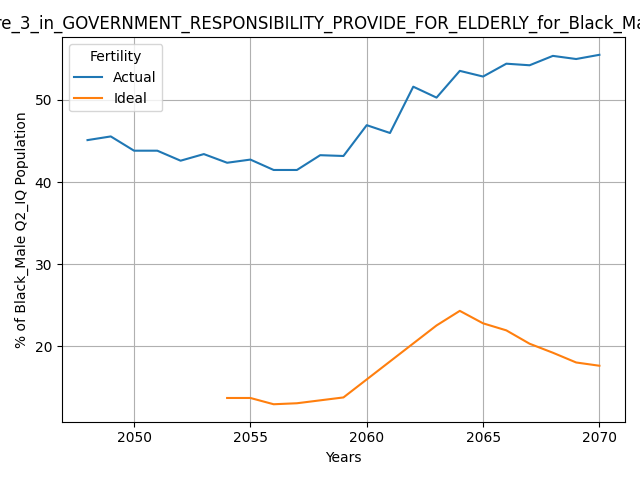 re_3_in_GOVERNMENT_RESPONSIBILITY_PROVIDE_FOR_ELDERLY_for_Black_Ma
Fertility
Actual
Ideal
% of Black_Male Q2_IQ Population
50
40
30
20
2050
2055
2060
2065
2070
Years